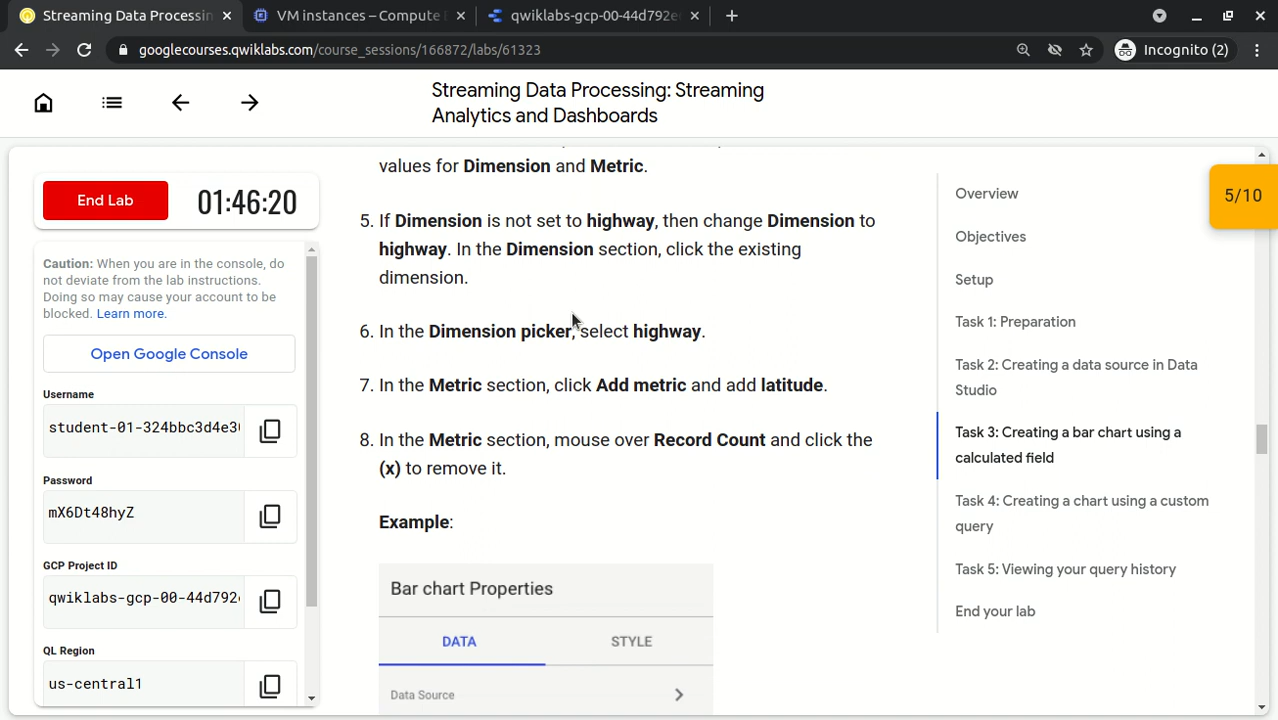 Streaming Data Processin
VM instances – Compute E
qwiklabs-gcp-00-44d792e
googlecourses.qwiklabs.com/course_sessions/166872/labs/61323
Incognito (2)
Streaming Data Processing: Streaming
Analytics and Dashboards
End Lab
01:46:20
Caution: When you are in the console, do
not deviate from the lab instructions.
Doing so may cause your account to be
blocked. Learn more.
Open Google Console
Username
student-01-324bbc3d4e3
Password
mX6Dt48hyZ
GCP Project ID
qwiklabs-gcp-00-44d792
QL Region
us-central1
values for Dimension and Metric.
5. If Dimension is not set to highway, then change Dimension to
highway. In the Dimension section, click the existing
dimension.
6. In the Dimension picker, select highway.
7. In the Metric section, click Add metric and add latitude.
8. In the Metric section, mouse over Record Count and click the
(x) to remove it.
Example:
Bar chart Properties
DATA
STYLE
Data Source
Overview
Objectives
Setup
Task 1: Preparation
Task 2: Creating a data source in Data
Studio
Task 3: Creating a bar chart using a
calculated field
Task 4: Creating a chart using a custom
query
Task 5: Viewing your query history
End your lab
5/10